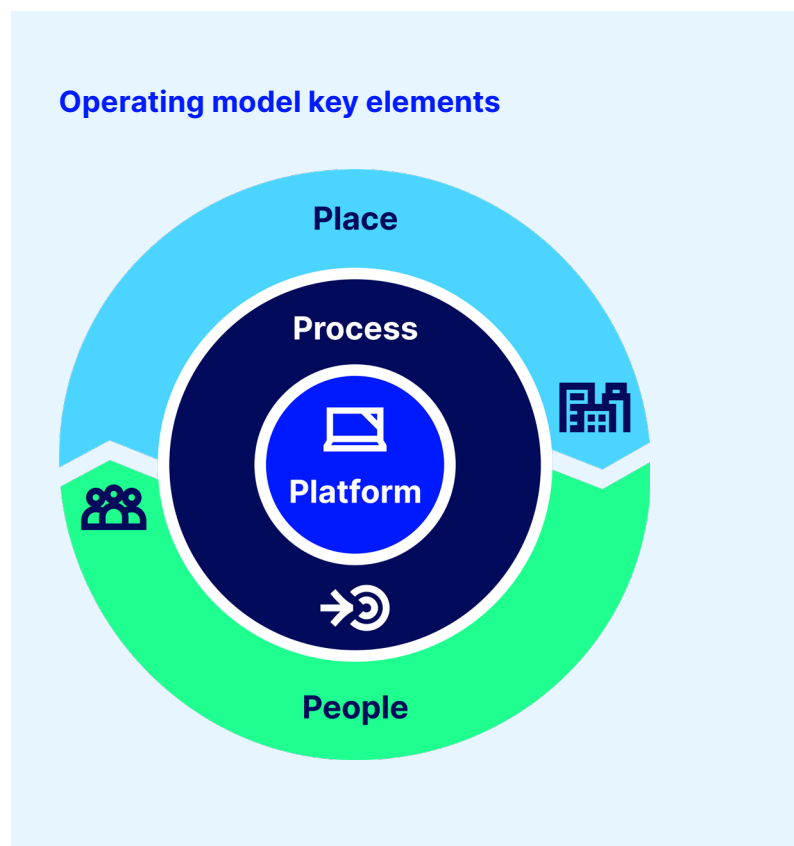 Operating model key elements
Place
Process
Platform
People